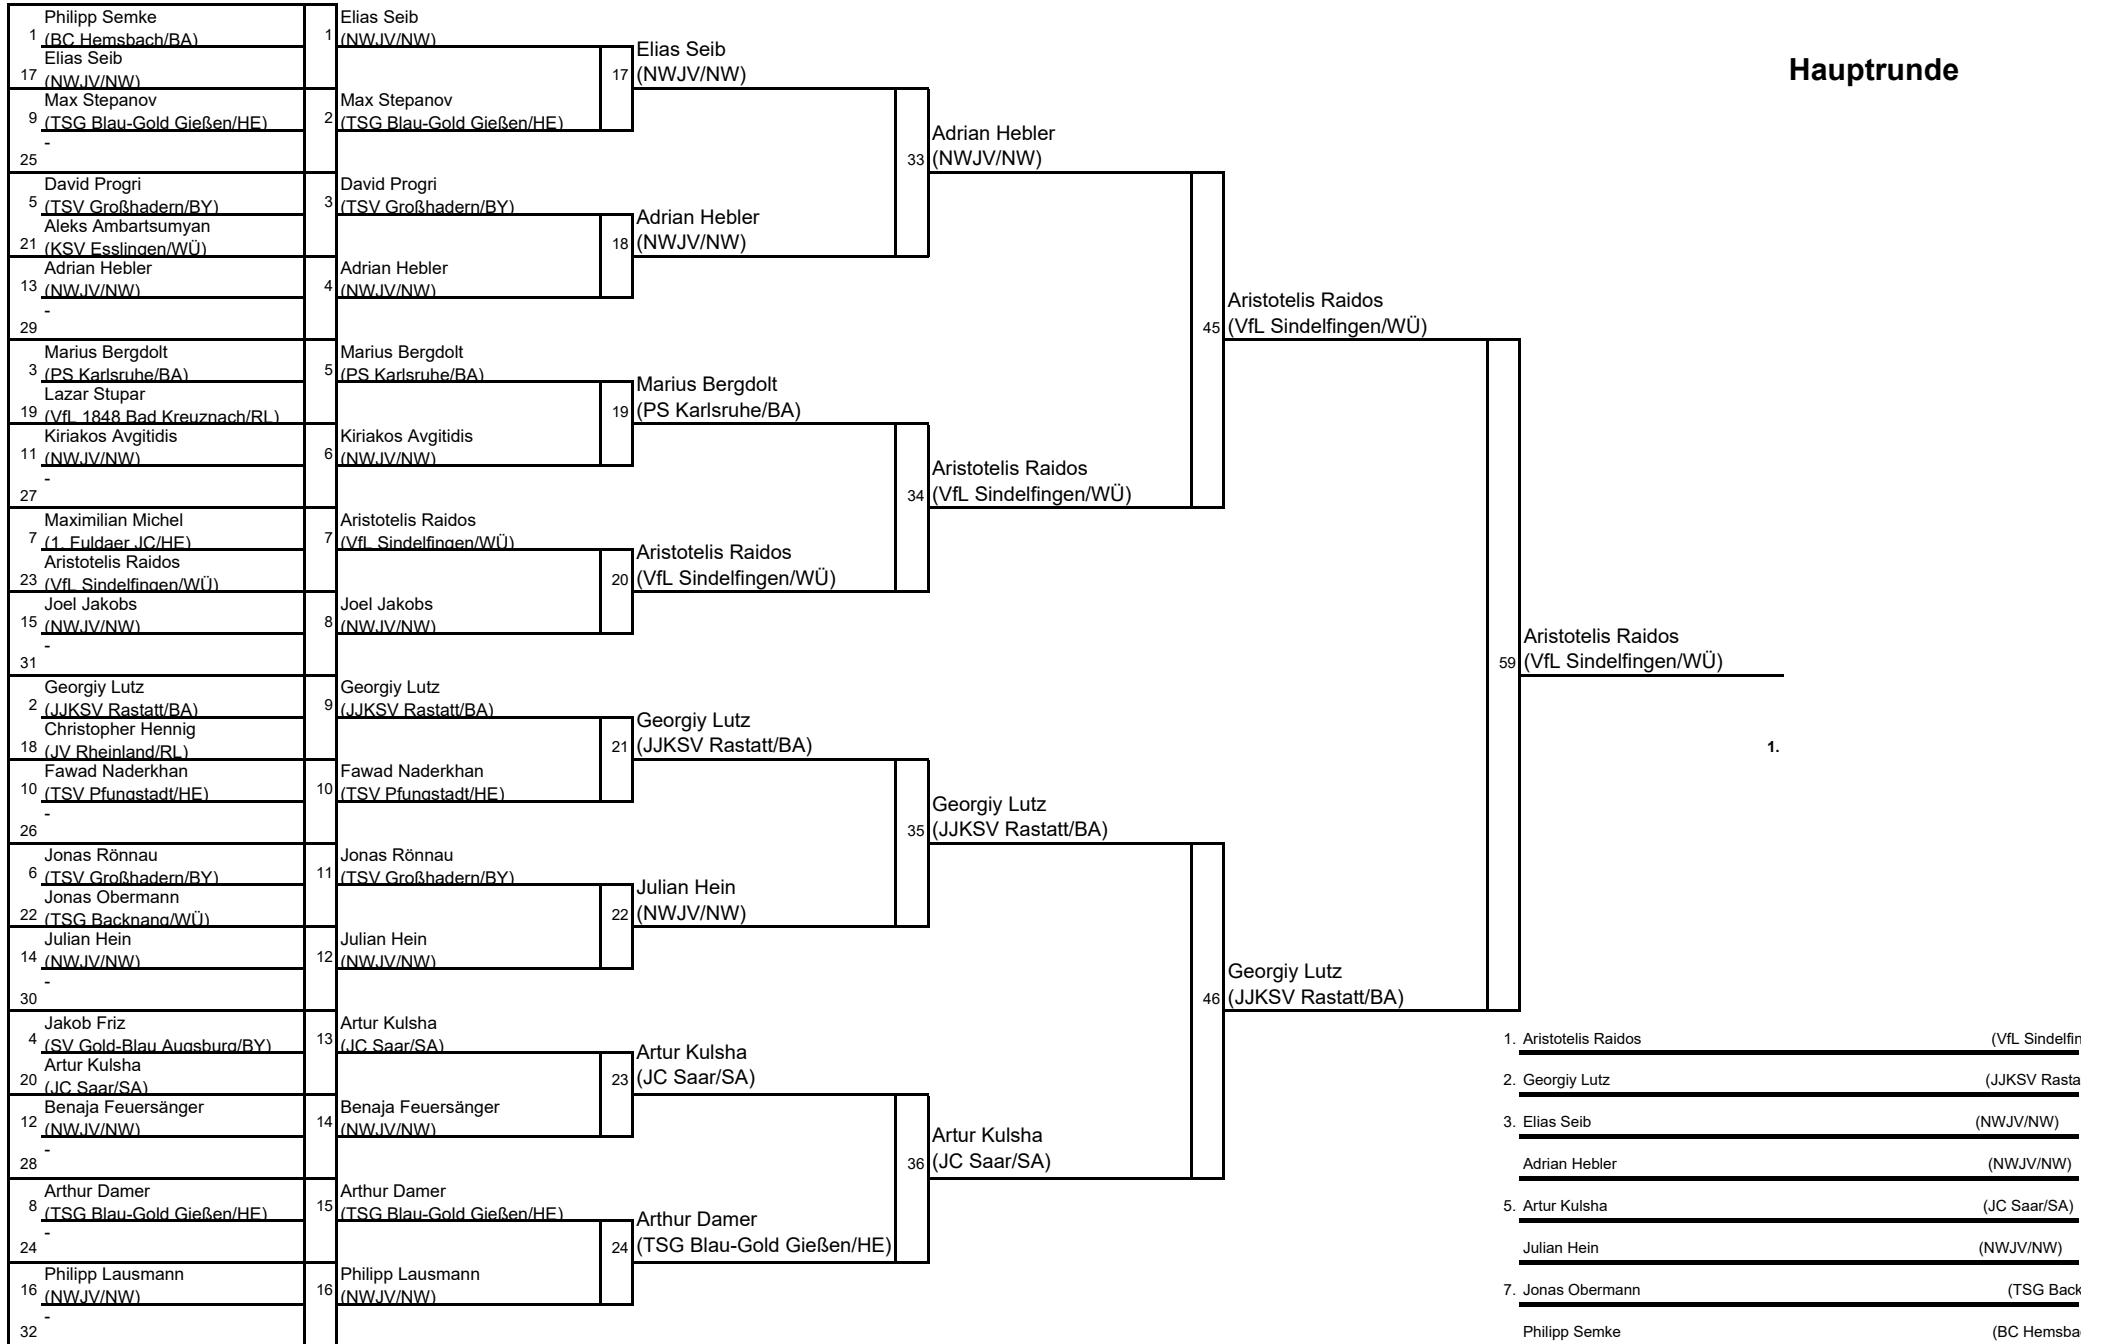 Hauptrunde
1 Philipp Semke
(BC Hemsbach/BA)
17 Elias Seib
(NWJV/NW)
9 Max Stepanov
(TSG Blau-Gold Gießen/HE)
25 -
5 David Progri
(TSV Großhadern/BY)
21 Aleks Ambartsumyan
(KSV Esslingen/WÜ)
13 Adrian Hebler
(NWJV/NW)
29 -
3 Marius Bergdolt
(PS Karlsruhe/BA)
19 Lazar Stupar
(VfL 1848 Bad Kreuznach/RL)
11 Kiriakos Avgitidis
(NWJV/NW)
27 -
7 Maximilian Michel
(1. Fuldaer JC/HE)
23 Aristotelis Raidos
(VfL Sindelfingen/WÜ)
15 Joel Jakobs
(NWJV/NW)
31 -
2 Georgiy Lutz
(JJKSV Rastatt/BA)
18 Christopher Hennig
(JV Rheinland/RL)
10 Fawad Naderkhan
(TSV Pfungstadt/HE)
26 -
6 Jonas Rönnau
(TSV Großhadern/BY)
22 Jonas Obermann
(TSG Backnang/WÜ)
14 Julian Hein
(NWJV/NW)
30 -
4 Jakob Friz
(SV Gold-Blau Augsburg/BY)
20 Artur Kulsha
(JC Saar/SA)
12 Benaja Feuersänger
(NWJV/NW)
28 -
8 Arthur Damer
(TSG Blau-Gold Gießen/HE)
24 -
16 Philipp Lausmann
(NWJV/NW)
32 -
1 Elias Seib
(NWJV/NW)
2 Max Stepanov
(TSG Blau-Gold Gießen/HE)
3 David Progri
(TSV Großhadern/BY)
4 Adrian Hebler
(NWJV/NW)
5 Marius Bergdolt
(PS Karlsruhe/BA)
6 Kiriakos Avgitidis
(NWJV/NW)
7 Aristotelis Raidos
(VfL Sindelfingen/WÜ)
8 Joel Jakobs
(NWJV/NW)
9 Georgiy Lutz
(JJKSV Rastatt/BA)
10 Fawad Naderkhan
(TSV Pfungstadt/HE)
11 Jonas Rönnau
(TSV Großhadern/BY)
12 Julian Hein
(NWJV/NW)
13 Artur Kulsha
(JC Saar/SA)
14 Benaja Feuersänger
(NWJV/NW)
15 Arthur Damer
(TSG Blau-Gold Gießen/HE)
16 Philipp Lausmann
(NWJV/NW)
17 Elias Seib
(NWJV/NW)
18 Adrian Hebler
(NWJV/NW)
19 Marius Bergdolt
(PS Karlsruhe/BA)
20 Aristotelis Raidos
(VfL Sindelfingen/WÜ)
21 Georgiy Lutz
(JJKSV Rastatt/BA)
22 Julian Hein
(NWJV/NW)
23 Artur Kulsha
(JC Saar/SA)
24 Arthur Damer
(TSG Blau-Gold Gießen/HE)
33 Adrian Hebler
(NWJV/NW)
34 Aristotelis Raidos
(VfL Sindelfingen/WÜ)
35 Georgiy Lutz
(JJKSV Rastatt/BA)
36 Artur Kulsha
(JC Saar/SA)
45 Aristotelis Raidos
(VfL Sindelfingen/WÜ)
46 Georgiy Lutz
(JJKSV Rastatt/BA)
59 Aristotelis Raidos
(VfL Sindelfingen/WÜ)
1.
1. Aristotelis Raidos (VfL Sindelfin
2. Georgiy Lutz (JJKSV Rasta
3. Elias Seib (NWJV/NW)
Adrian Hebler (NWJV/NW)
5. Artur Kulsha (JC Saar/SA)
Julian Hein (NWJV/NW)
7. Jonas Obermann (TSG Back
Philipp Semke (BC Hemsba